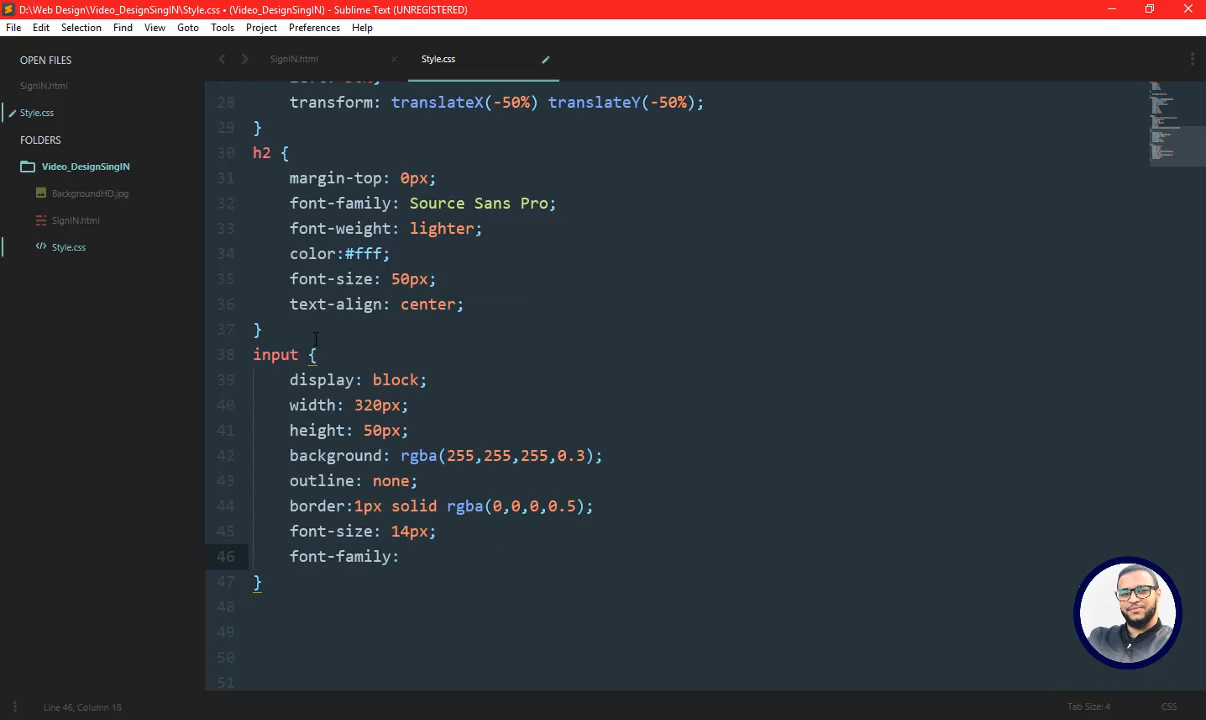 D:\Web Design\Video_DesignSingIN\Style.css • (Video_DesignSingIN) - Sublime Text (UNREGISTERED)
File Edit Selection Find View Goto Tools Project Preferences Help
OPEN FILES
SignIN.html
Style.css
FOLDERS
Video_DesignSingIN
BackgroundHD.jpg
SignIN.html
Style.css
SignIN.html Style.css
28 transform: translateX(-50%) translateY(-50%);
29 }
30 h2 {
31 margin-top: 0px;
32 font-family: Source Sans Pro;
33 font-weight: lighter;
34 color:#fff;
35 font-size: 50px;
36 text-align: center;
37 }
38 input {
39 display: block;
40 width: 320px;
41 height: 50px;
42 background: rgba(255,255,255,0.3);
43 outline: none;
44 border:1px solid rgba(0,0,0,0.5);
45 font-size: 14px;
46 font-family:
47 }
48
49
50
51
Line 46, Column 18 Tab Size: 4 CSS